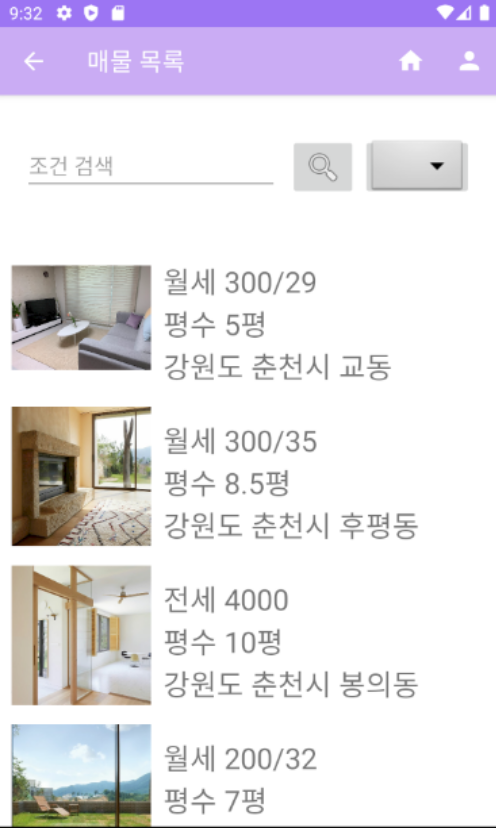 9:32
매물 목록
조건 검색
월세 300/29
평수 5평
강원도 춘천시 교동
월세 300/35
평수 8.5평
강원도 춘천시 후평동
전세 4000
평수 10평
강원도 춘천시 봉의동
월세 200/32
평수 7평